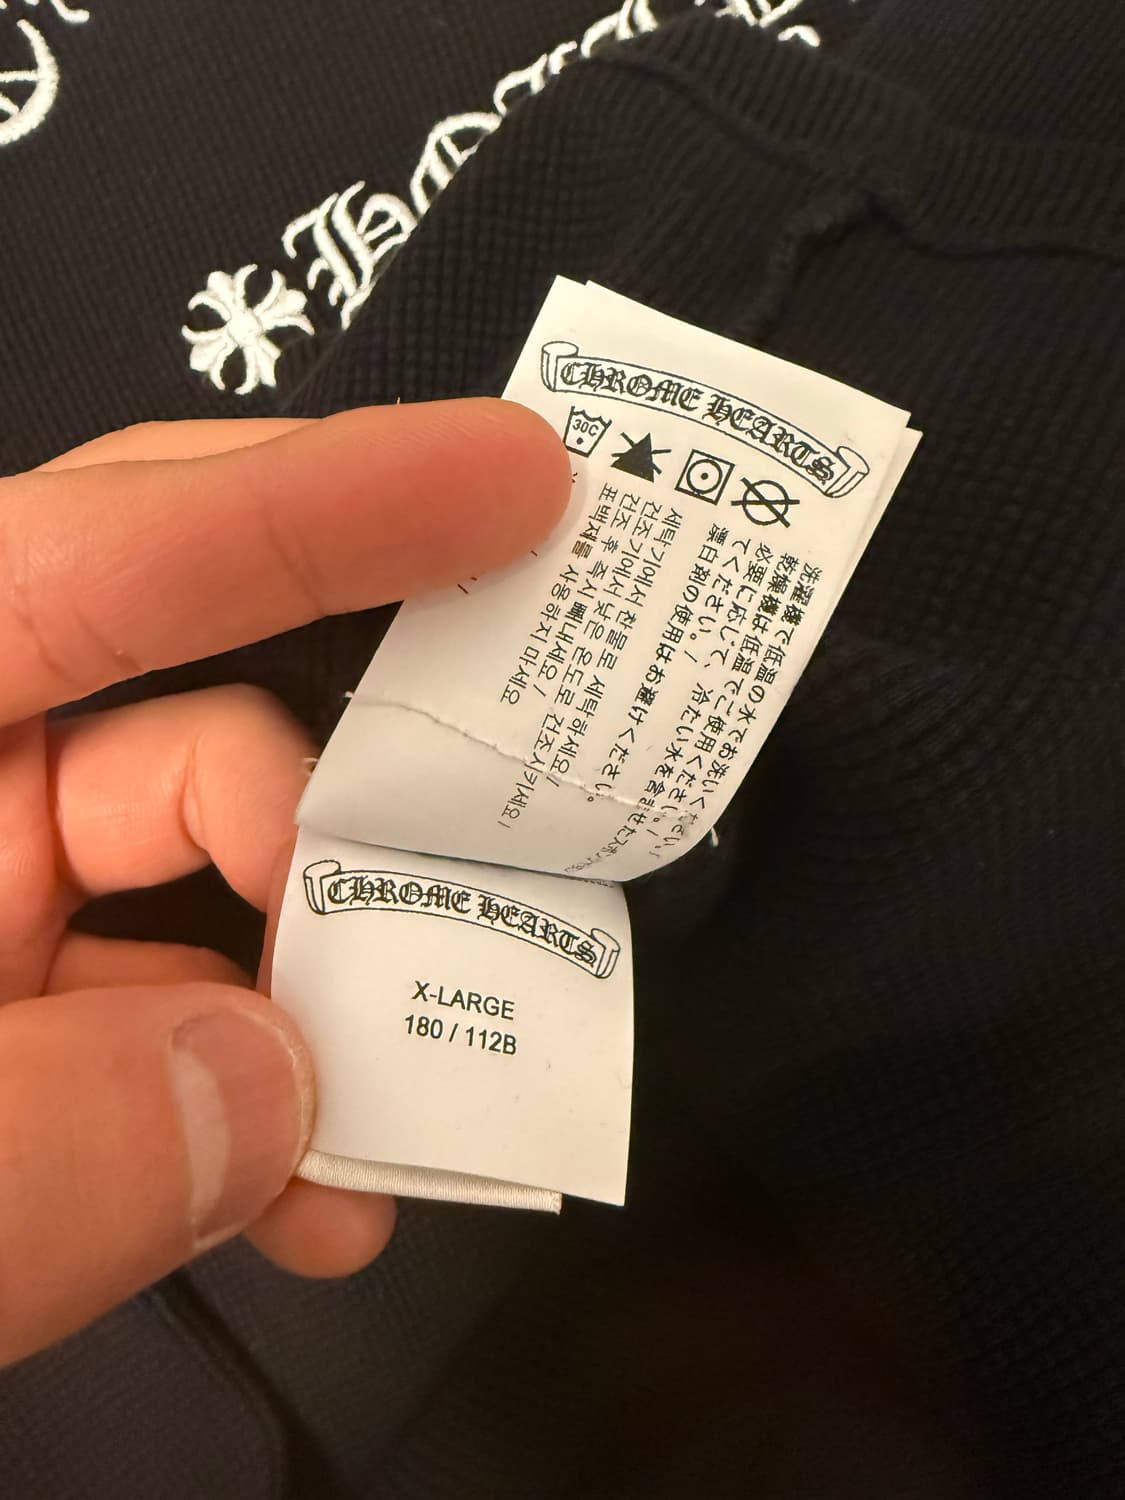 CHROME HEARTS
30C
洗濯機で低温の水でお洗いください。/
乾燥機は低温でご使用ください。/
必要に応じて、冷たい水を含ませたスポンジ
でください。/
漂白剤の使用はお避けください。
세탁기에서 찬물로 세탁하세요/
건조기에서 낮은 온도로 건조시키세요/
건조 후 즉시 빼내세요/
표백제를 사용하지 마세요
CHROME HEARTS
X-LARGE
180 / 112B